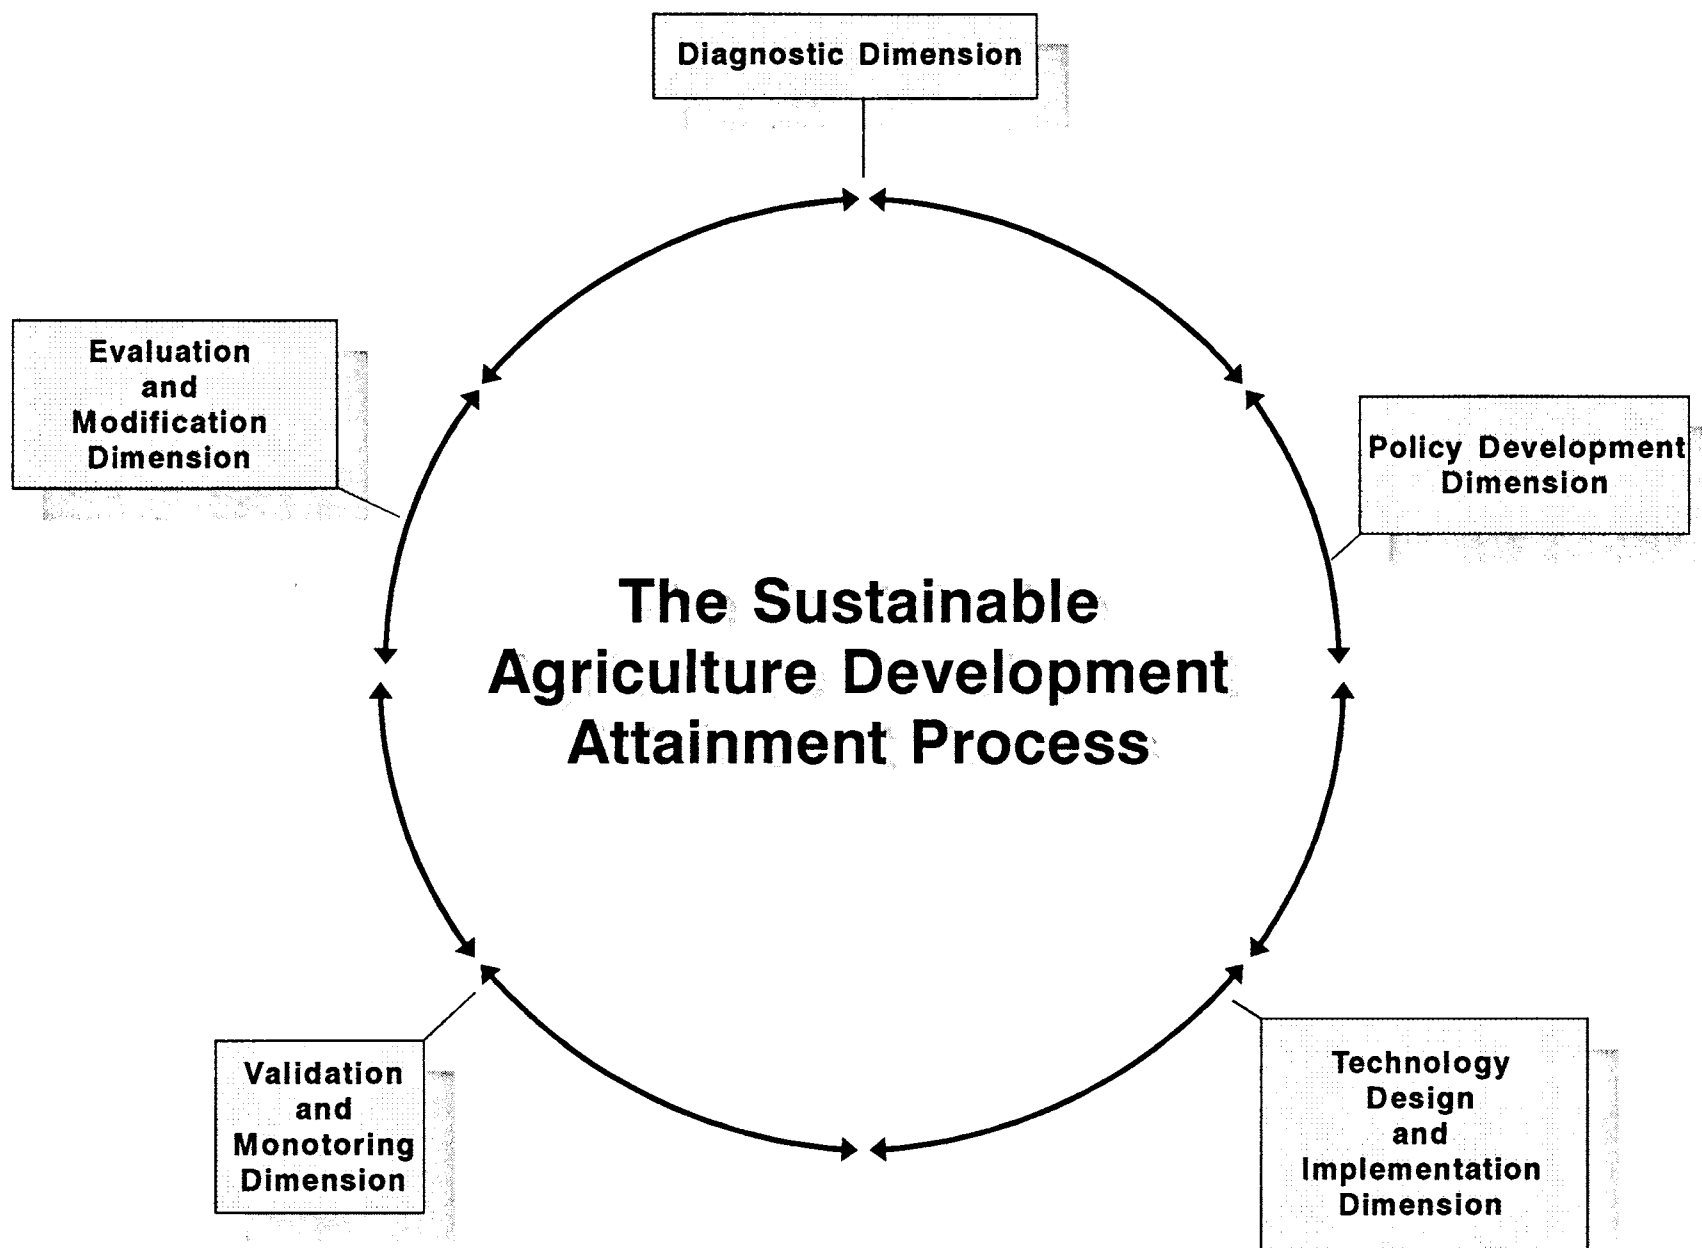 Diagnostic Dimension
Evaluation
and
Modification
Dimension
Policy Development
Dimension
The Sustainable
Agriculture Development
Attainment Process
Validation
and
Monotoring
Dimension
Technology
Design
and
Implementation
Dimension